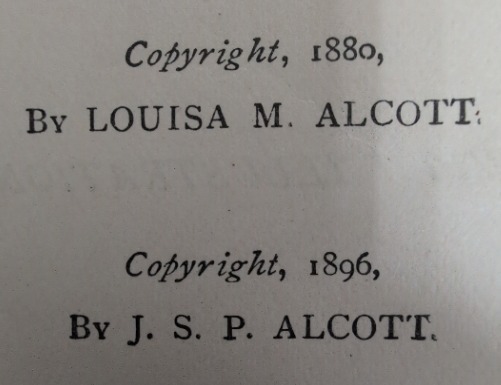 Copyright, 1880,
By LOUISA M. ALCOTT.
Copyright, 1896,
By J. S. P. ALCOTT.